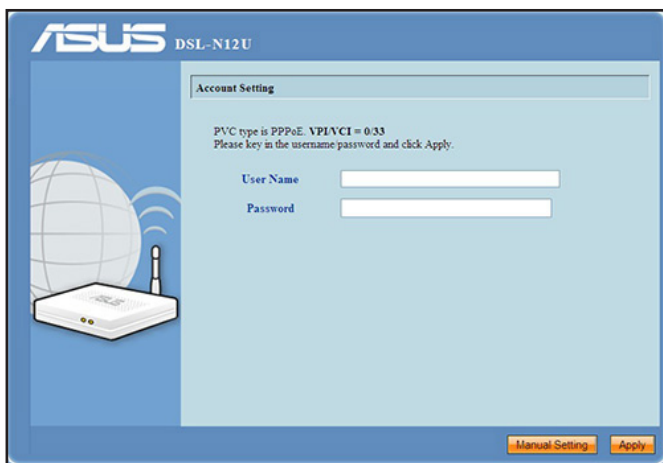 ASUS DSL-N12U
Account Setting
PVC type is PPPoE. VPI/VCI = 0/33
Please key in the username/password and click Apply.
User Name
Password
ASUS
Manual Setting
Apply